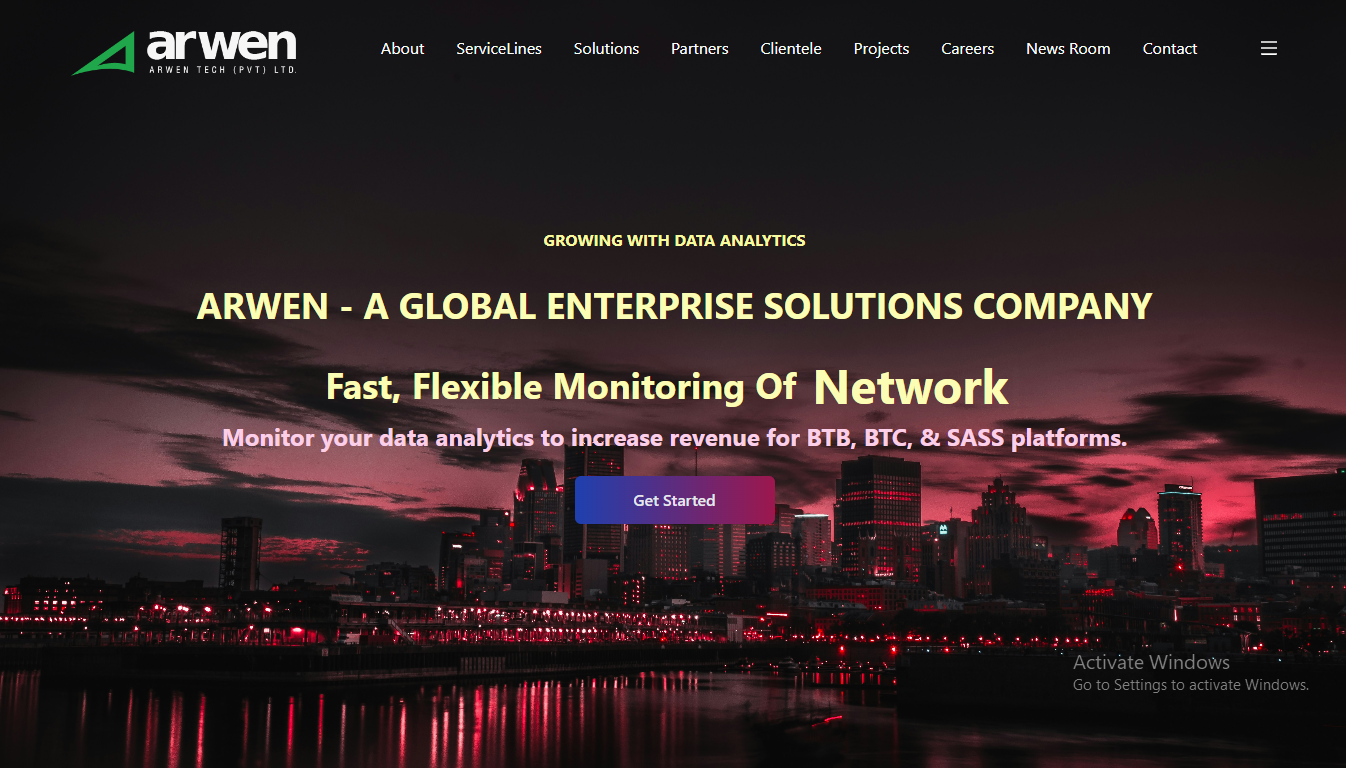 arwen
ARWEN TECH (PVT) LTD.
About ServiceLines Solutions Partners Clientele Projects Careers News Room Contact
GROWING WITH DATA ANALYTICS
ARWEN - A GLOBAL ENTERPRISE SOLUTIONS COMPANY
Fast, Flexible Monitoring Of Network
Monitor your data analytics to increase revenue for BTB, BTC, & SASS platforms.
Get Started
Activate Windows
Go to Settings to activate Windows.